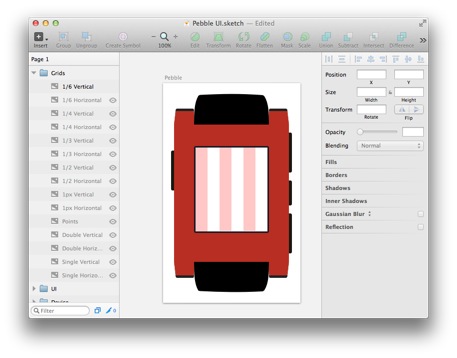 Pebble UI.sketch — Edited
Insert Group Ungroup Create Symbol 100% Edit Transform Rotate Flatten Mask Scale Union Subtract Intersect Difference
Page 1
Grids
1/6 Vertical
1/6 Horizontal
1/4 Vertical
1/4 Horizontal
1/3 Vertical
1/3 Horizontal
1/2 Vertical
1/2 Horizontal
1px Vertical
1px Horizontal
Points
Double Vertical
Double Horiz...
Single Vertical
Single Horizo...
UI
Device
Filter
0
Pebble
Position
X Y
Size
Width Height
Transform
Rotate Flip
Opacity
Blending Normal
Fills
Borders
Shadows
Inner Shadows
Gaussian Blur
Reflection